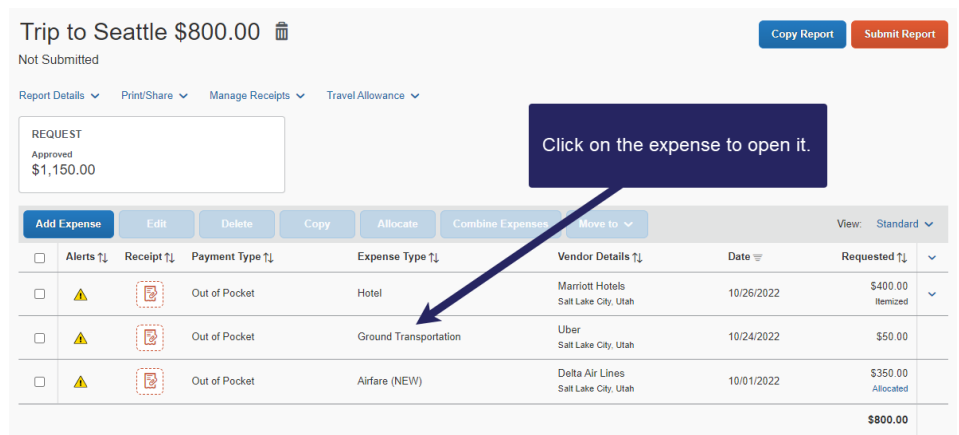 Trip to Seattle $800.00
Copy Report Submit Report
Not Submitted
Report Details Print/Share Manage Receipts Travel Allowance
REQUEST
Approved
$1,150.00
Click on the expense to open it.
Add Expense Edit Delete Copy Allocate Combine Expenses Move to View: Standard
Alerts Receipt Payment Type Expense Type Vendor Details Date Requested
Out of Pocket Hotel Marriott Hotels 10/26/2022 $400.00
Salt Lake City, Utah Itemized
Out of Pocket Ground Transportation Uber 10/24/2022 $50.00
Salt Lake City, Utah
Out of Pocket Airfare (NEW) Delta Air Lines 10/01/2022 $350.00
Salt Lake City, Utah Allocated
$800.00